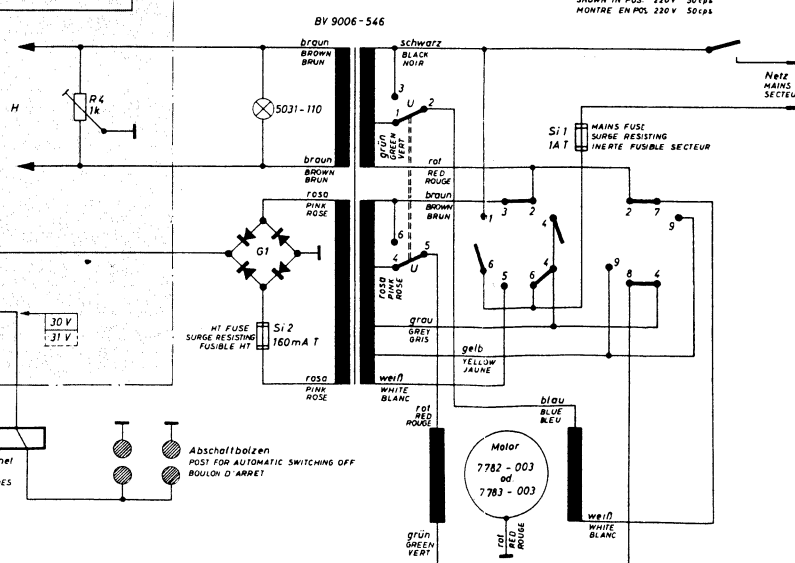 SHOWN IN POS. 220 V 50cps
MONTRE EN POS. 220 V 50cps
BV 9006-546
braun
BROWN
BRUN
schwarz
BLACK
NOIR
Netz
MAINS
SECTEU
H
R4
1k
5031-110
3
U
1
2
grün
GREEN
VERT
Si 1
1A T
MAINS FUSE
SURGE RESISTING
INERTE FUSIBLE SECTEUR
braun
BROWN
BRUN
rot
RED
ROUGE
rosa
PINK
ROSE
braun
BROWN
BRUN
1
3
2
4
2
7
9
G1
6
4
5
U
rosa
PINK
ROSE
6
5
6
4
9
8
4
30 V
31 V
HT FUSE
SURGE RESISTING
FUSIBLE HT
Si 2
160mA T
grau
GREY
GRIS
gelb
YELLOW
JAUNE
rosa
PINK
ROSE
weiß
WHITE
BLANC
rot
RED
ROUGE
blau
BLUE
BLEU
Abschaltbolzen
POST FOR AUTOMATIC SWITCHING OFF
BOULON D'ARRET
nel
ES
Motor
7782 - 003
od.
7783 - 003
weiß
WHITE
BLANC
grün
GREEN
VERT
rot
RED
ROUGE